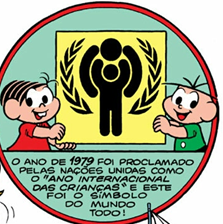 O ANO DE 1979 FOI PROCLAMADO
PELAS NAÇÕES UNIDAS COMO
O "ANO INTERNACIONAL
DAS CRIANÇAS" E ESTE
FOI O SÍMBOLO
DO MUNDO
TODO!